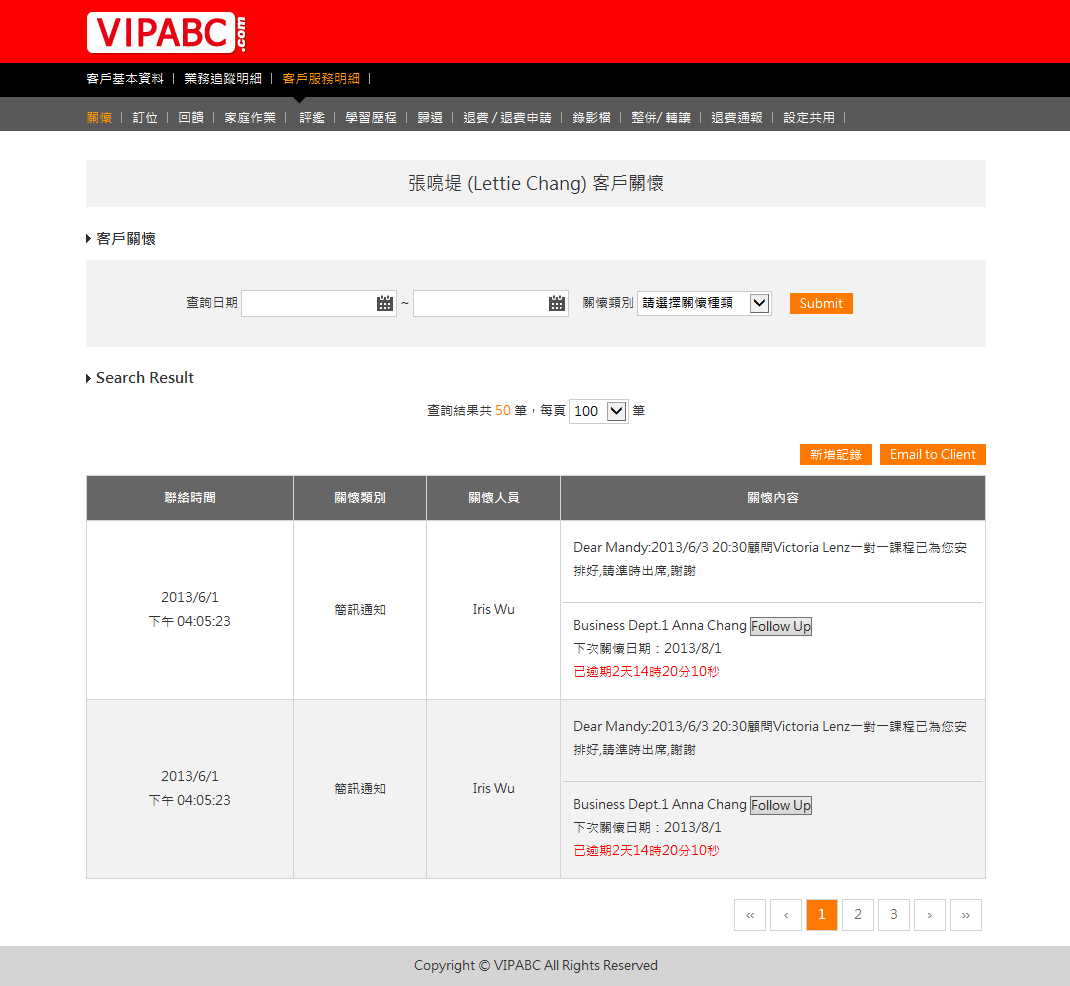 VIPABC.com
客戶基本資料 | 業務追蹤明細 | 客戶服務明細 |
關懷 | 訂位 | 回饋 | 家庭作業 | 評鑑 | 學習歷程 | 歸還 | 退費 / 退費申請 | 錄影檔 | 整併/ 轉讓 | 退費通報 | 設定共用 |
張喨堤 (Lettie Chang) 客戶關懷
客戶關懷
查詢日期 ~ 關懷類別 請選擇關懷種類 Submit
Search Result
查詢結果共 50 筆，每頁 100 筆
新增記錄 Email to Client
聯絡時間 關懷類別 關懷人員 關懷內容
2013/6/1
下午 04:05:23
簡訊通知
Iris Wu
Dear Mandy:2013/6/3 20:30顧問Victoria Lenz一對一課程已為您安
排好,請準時出席,謝謝
Business Dept.1 Anna Chang Follow Up
下次關懷日期：2013/8/1
已逾期2天14時20分10秒
2013/6/1
下午 04:05:23
簡訊通知
Iris Wu
Dear Mandy:2013/6/3 20:30顧問Victoria Lenz一對一課程已為您安
排好,請準時出席,謝謝
Business Dept.1 Anna Chang Follow Up
下次關懷日期：2013/8/1
已逾期2天14時20分10秒
‹‹ ‹ 1 2 3 › ››
Copyright © VIPABC All Rights Reserved